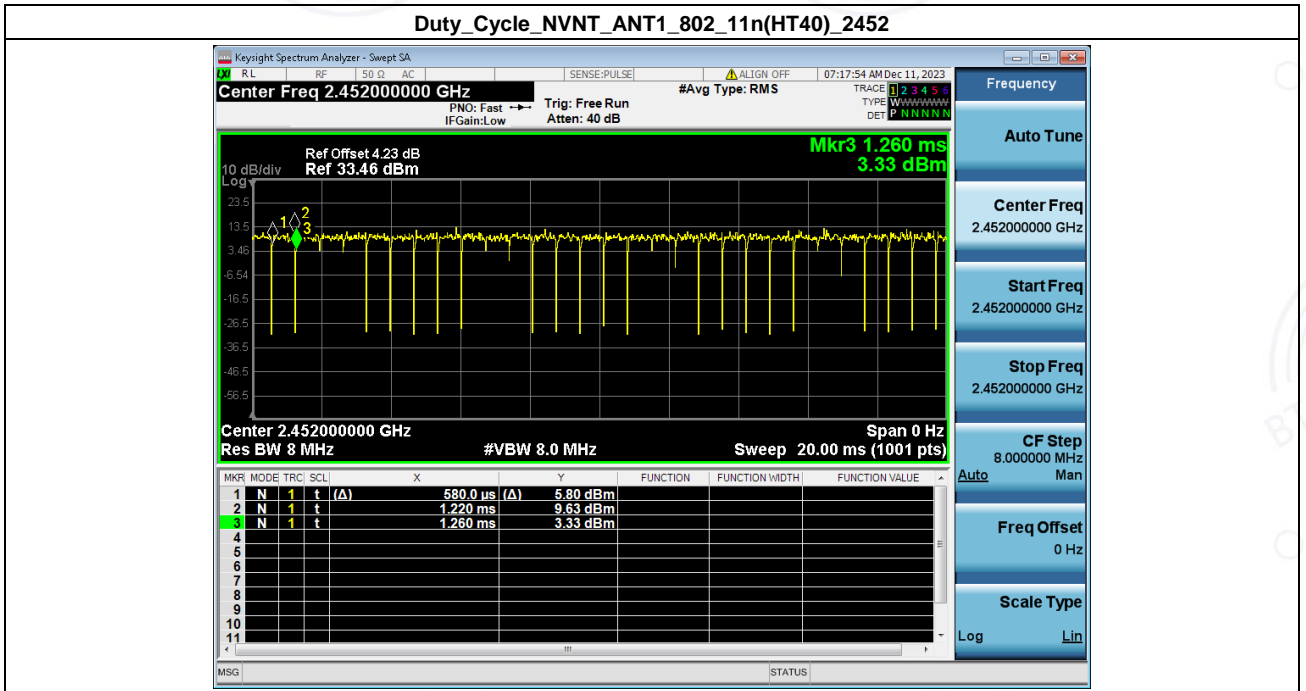 Duty_Cycle_NVNT_ANT1_802_11n(HT40)_2452
Keysight Spectrum Analyzer - Swept SA
LXI RL RF 50 Ω AC SENSE:PULSE ALIGN OFF 07:17:54 AM Dec 11, 2023
Center Freq 2.452000000 GHz
PNO: Fast
IFGain:Low
Trig: Free Run
Atten: 40 dB
#Avg Type: RMS
TRACE 1 2 3 4 5 6
TYPE WWWWWW
DET P N N N N N
Mkr3 1.260 ms
3.33 dBm
Ref Offset 4.23 dB
10 dB/div Ref 33.46 dBm
Log
23.5
13.5
3.46
-6.54
-16.5
-26.5
-36.5
-46.5
-56.5
1
2
3
Center 2.452000000 GHz Span 0 Hz
Res BW 8 MHz #VBW 8.0 MHz Sweep 20.00 ms (1001 pts)
MKR MODE TRC SCL X Y FUNCTION FUNCTION WIDTH FUNCTION VALUE
1 N 1 t (Δ) 580.0 µs (Δ) 5.80 dBm
2 N 1 t 1.220 ms 9.63 dBm
3 N 1 t 1.260 ms 3.33 dBm
4
5
6
7
8
9
10
11
MSG STATUS
Frequency
Auto Tune
Center Freq
2.452000000 GHz
Start Freq
2.452000000 GHz
Stop Freq
2.452000000 GHz
CF Step
8.000000 MHz
Auto Man
Freq Offset
0 Hz
Scale Type
Log Lin